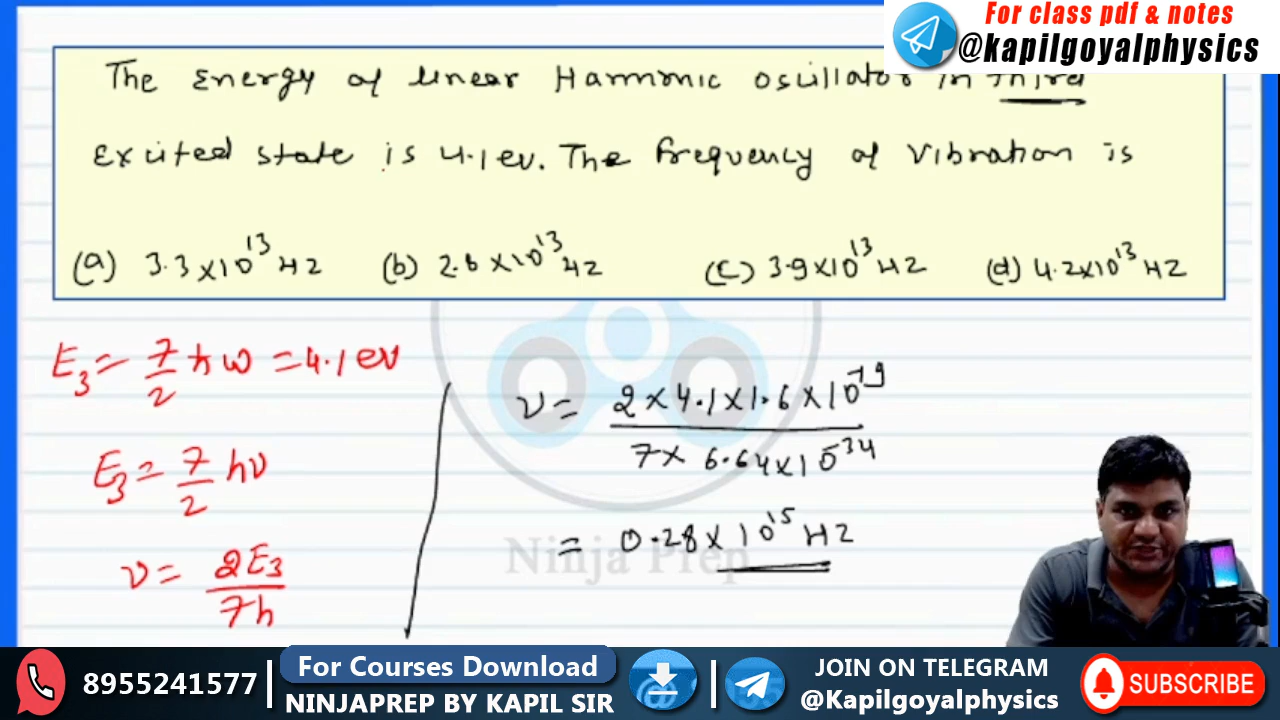 For class pdf & notes
@kapilgoyalphysics
The Energy of linear Harmonic oscillator in third
Excited state is 4.1 ev. The frequency of vibration is
(a) 3.3×10¹³ HZ (b) 2.8×10¹³ HZ (c) 3.9×10¹³ HZ (d) 4.2×10¹³ HZ
E₃ = 7/2 ħω = 4.1 ev
E₃ = 7/2 hν
ν = 2E₃/7h
ν = 2×4.1×1.6×10⁻¹⁹
7× 6.64×10⁻³⁴
= 0.28×10¹⁵ HZ
Ninja Prep
8955241577
For Courses Download
NINJAPREP BY KAPIL SIR
JOIN ON TELEGRAM
@Kapilgoyalphysics
SUBSCRIBE